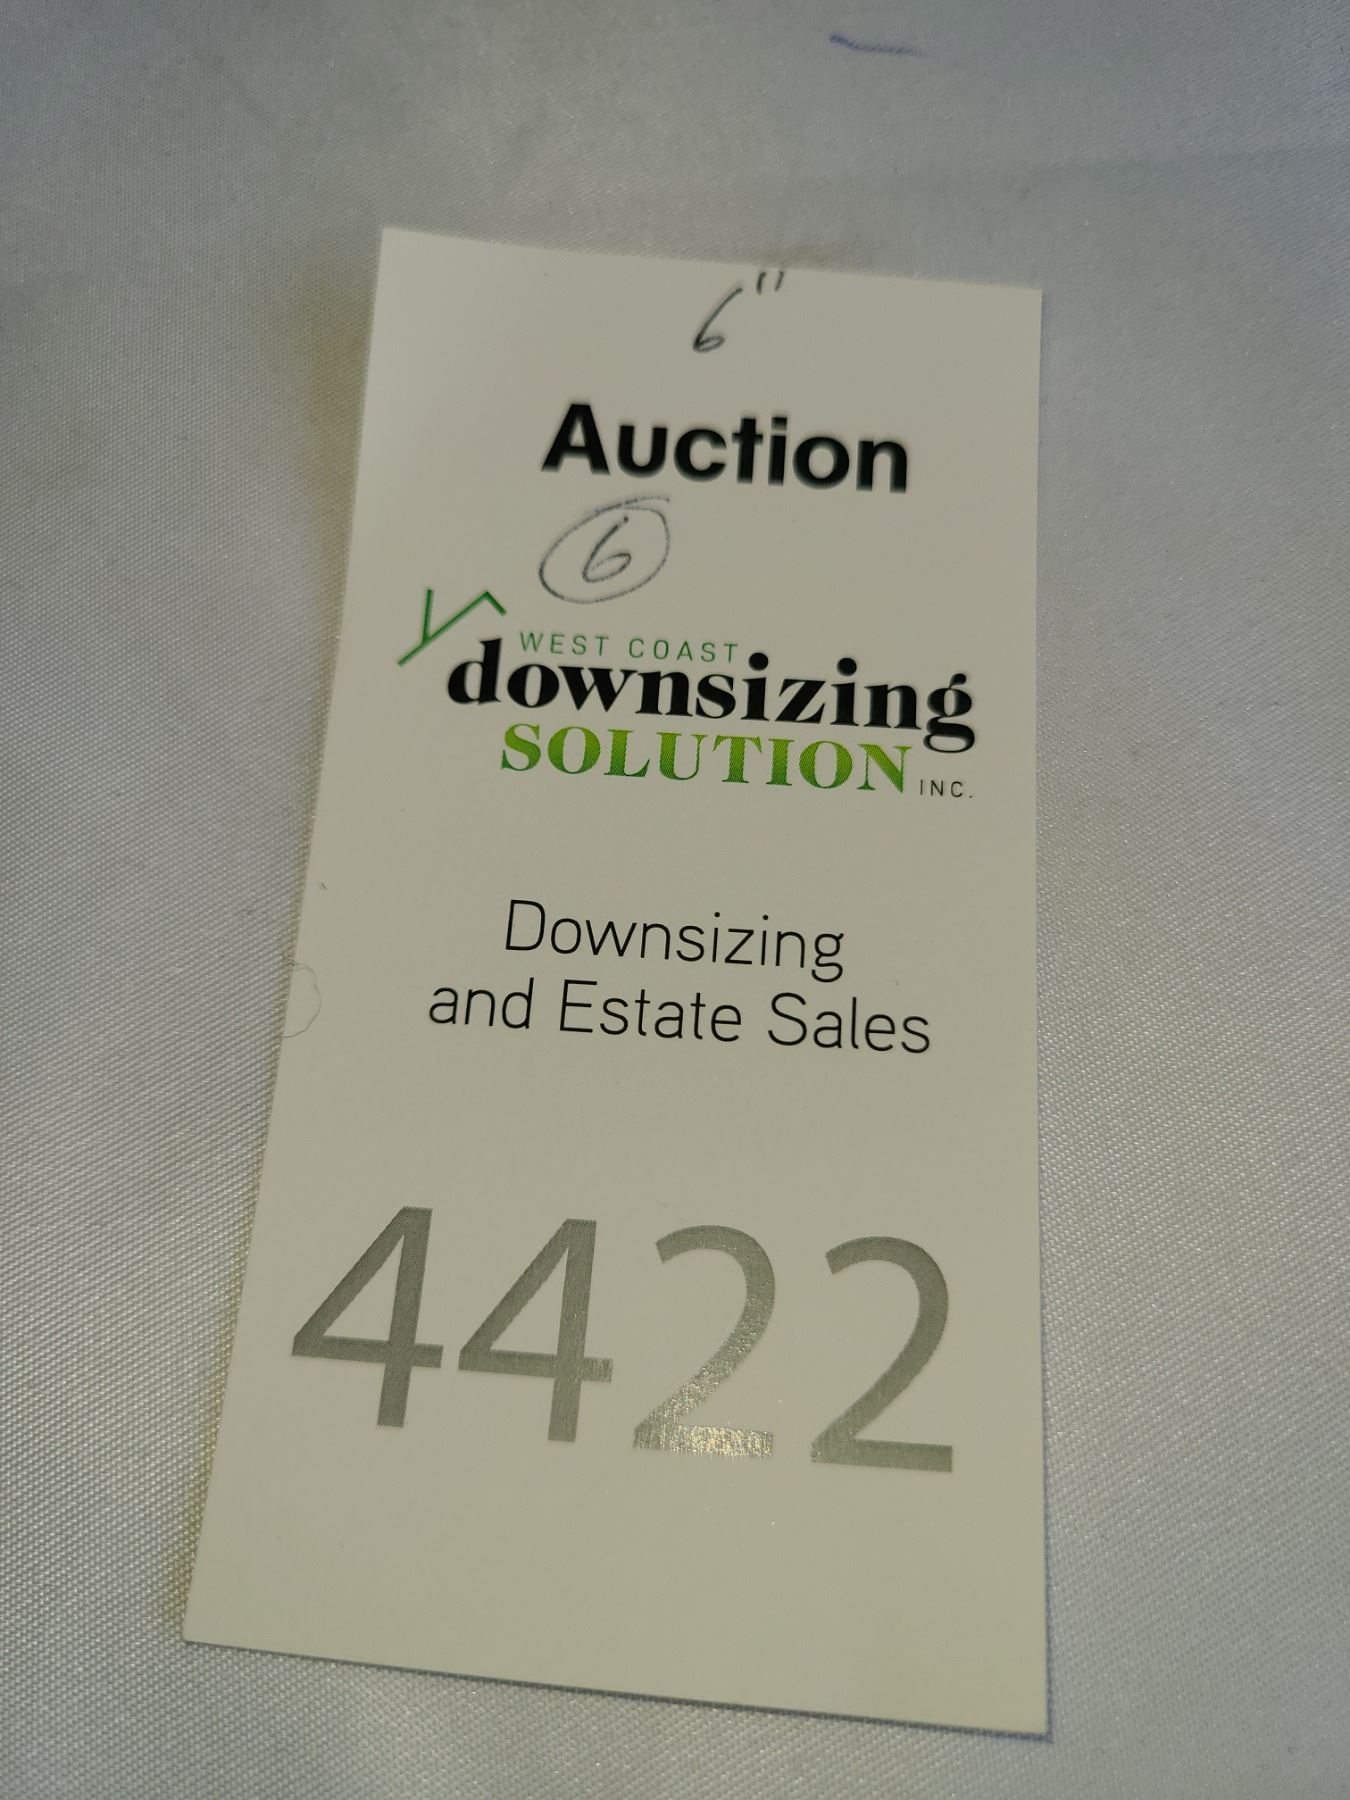 6"
Auction
6
WEST COAST
downsizing
SOLUTION INC.
Downsizing
and Estate Sales
4422